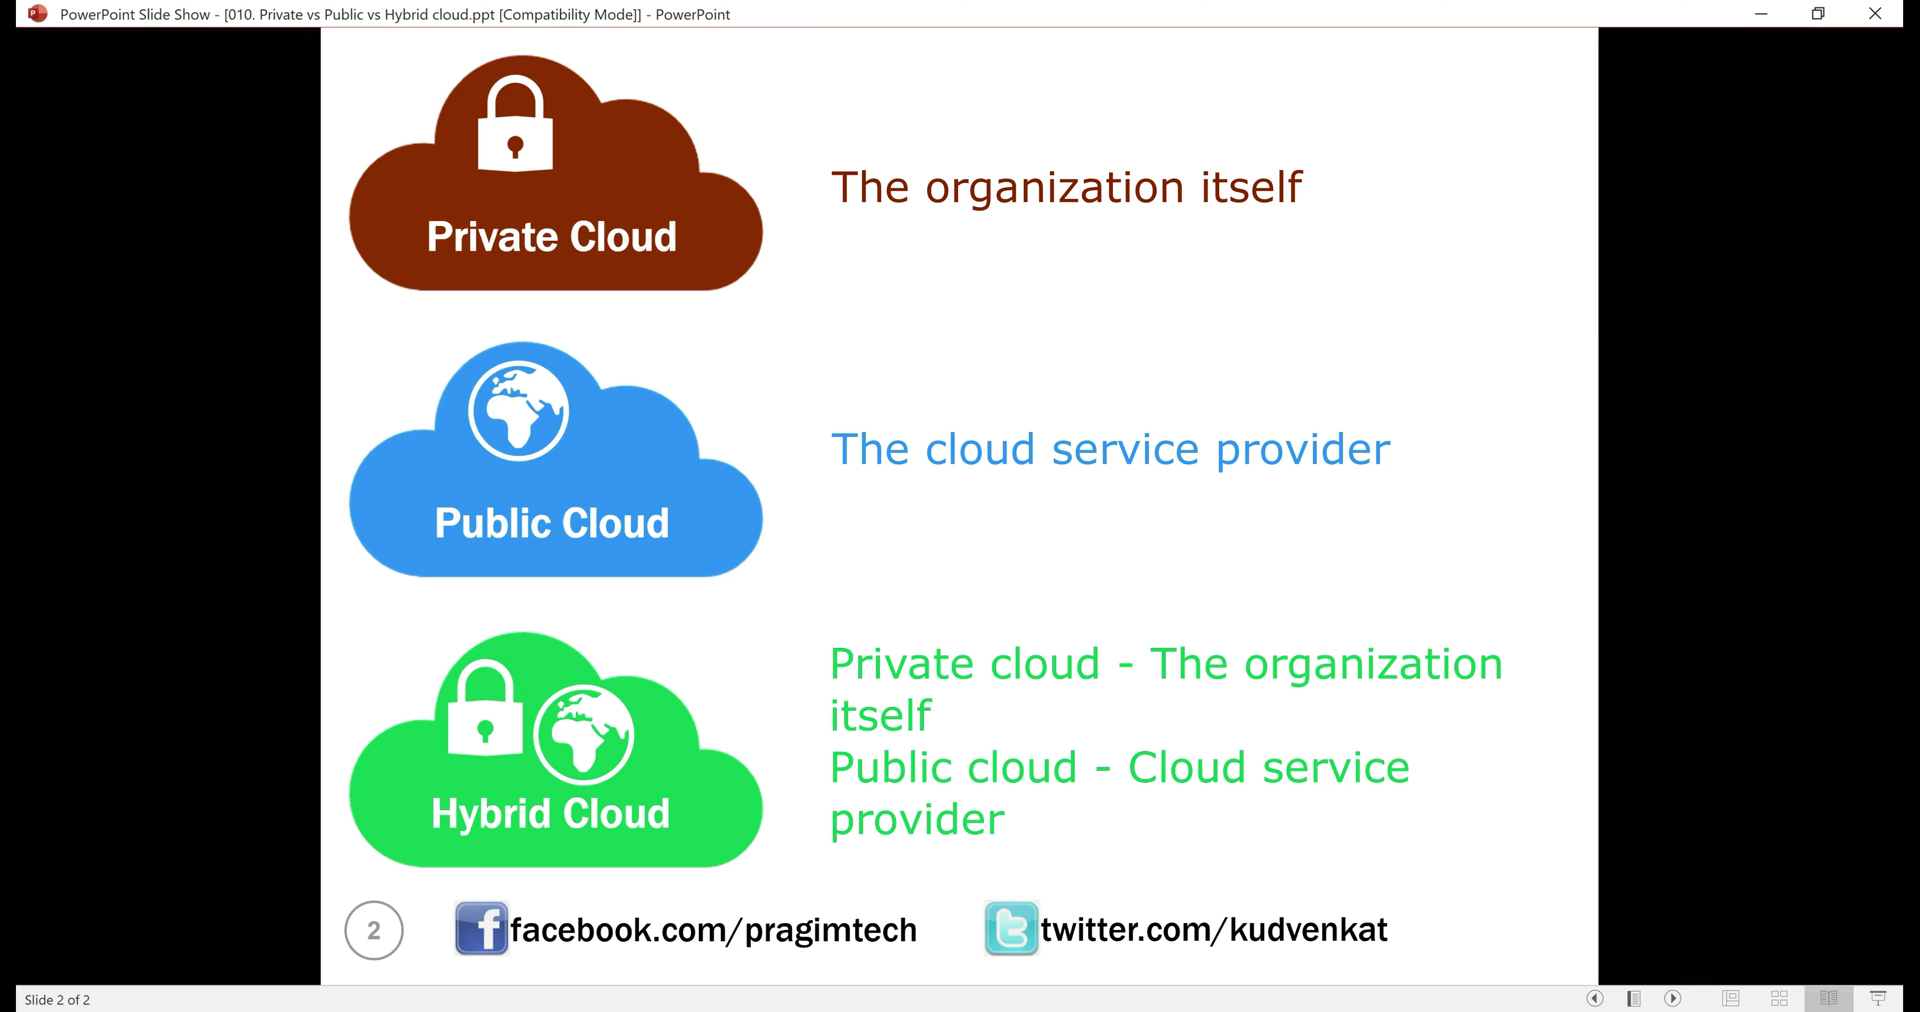 PowerPoint Slide Show - [010. Private vs Public vs Hybrid cloud.ppt [Compatibility Mode]] - PowerPoint
Private Cloud
The organization itself
Public Cloud
The cloud service provider
Hybrid Cloud
Private cloud - The organization
itself
Public cloud - Cloud service
provider
2
facebook.com/pragimtech
twitter.com/kudvenkat
Slide 2 of 2